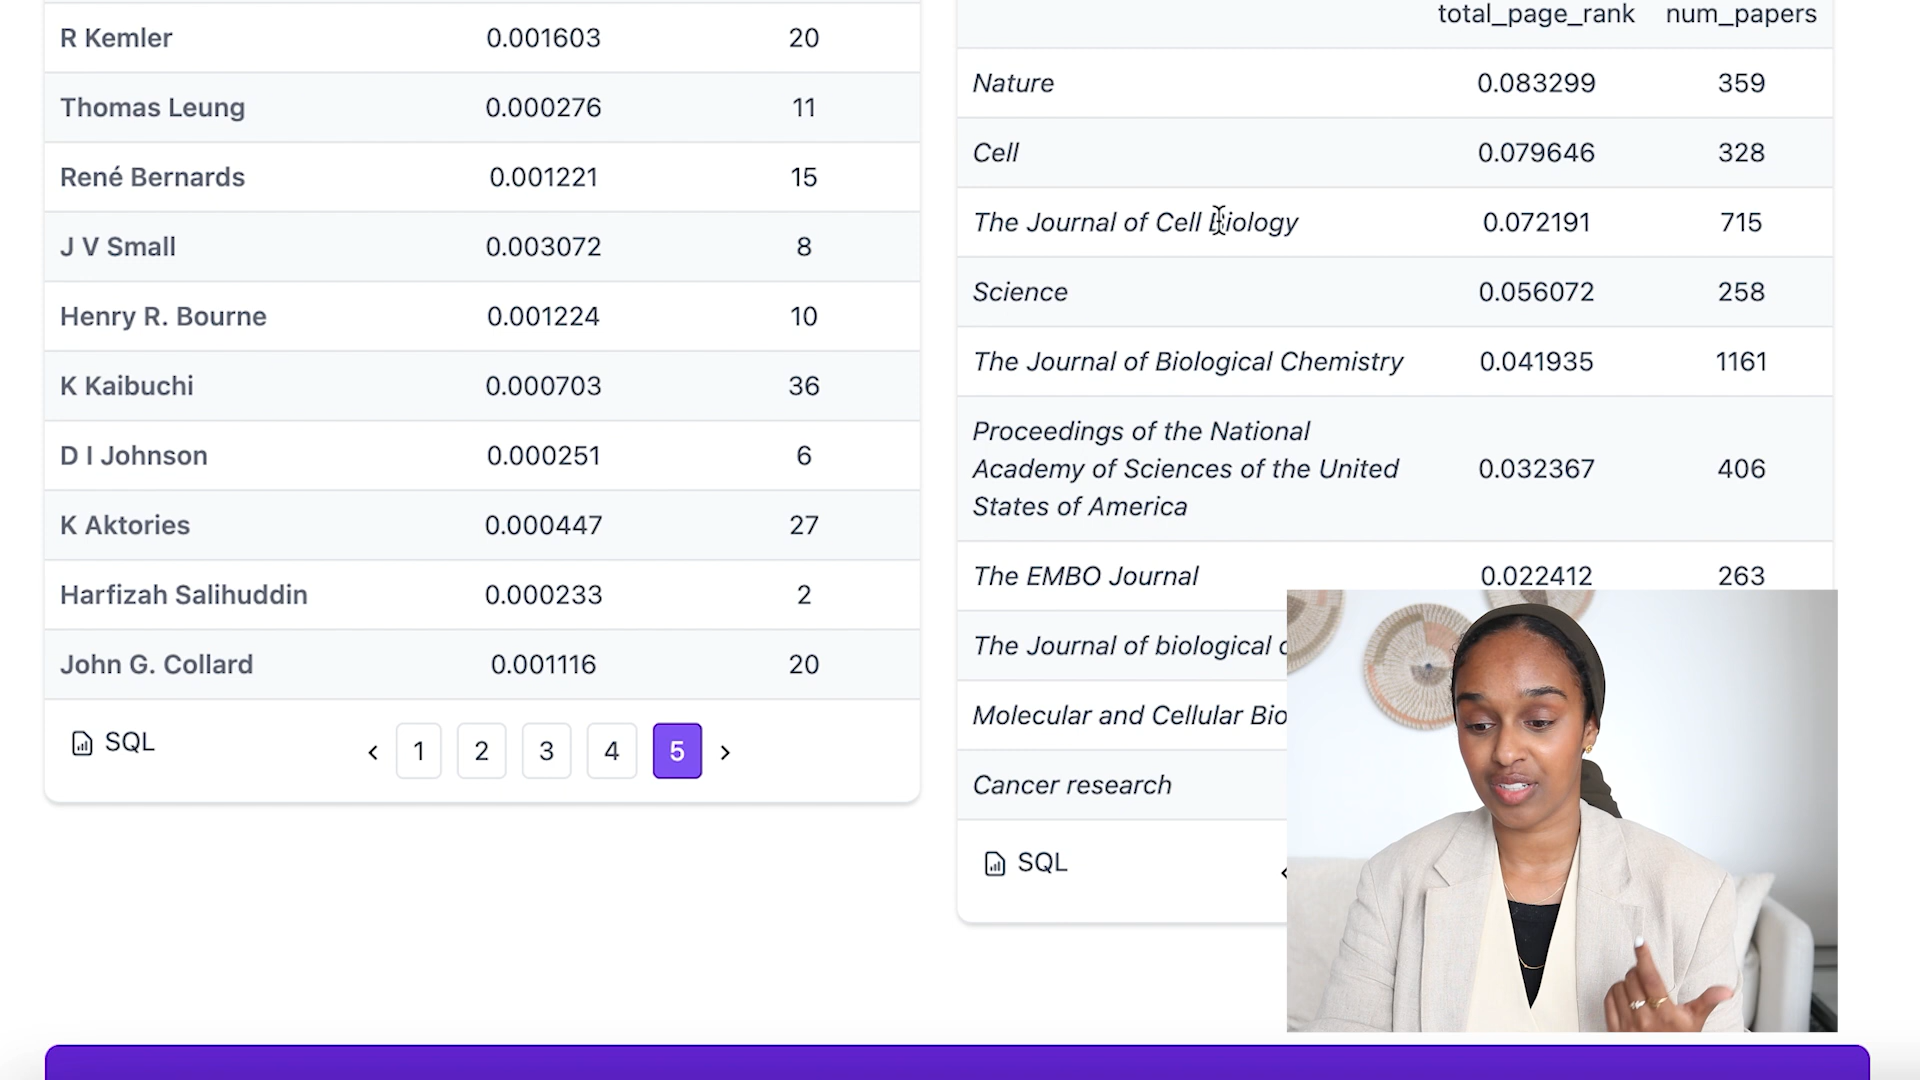 R Kemler 0.001603 20
Thomas Leung 0.000276 11
René Bernards 0.001221 15
J V Small 0.003072 8
Henry R. Bourne 0.001224 10
K Kaibuchi 0.000703 36
D I Johnson 0.000251 6
K Aktories 0.000447 27
Harfizah Salihuddin 0.000233 2
John G. Collard 0.001116 20
SQL
‹ 1 2 3 4 5 ›
total_page_rank num_papers
Nature 0.083299 359
Cell 0.079646 328
The Journal of Cell Biology 0.072191 715
Science 0.056072 258
The Journal of Biological Chemistry 0.041935 1161
Proceedings of the National
Academy of Sciences of the United 0.032367 406
States of America
The EMBO Journal 0.022412 263
The Journal of biological
Molecular and Cellular Bio
Cancer research
SQL
‹